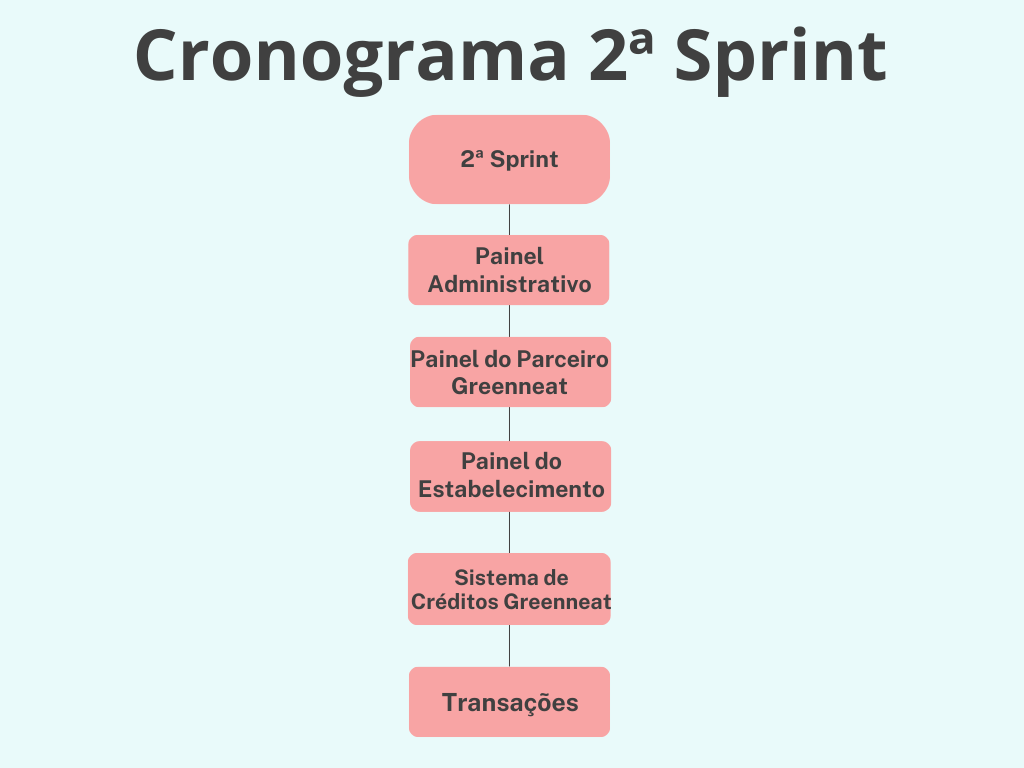 Cronograma 2ª Sprint
2ª Sprint
Painel
Administrativo
Painel do Parceiro
Greenneat
Painel do
Estabelecimento
Sistema de
Créditos Greenneat
Transações